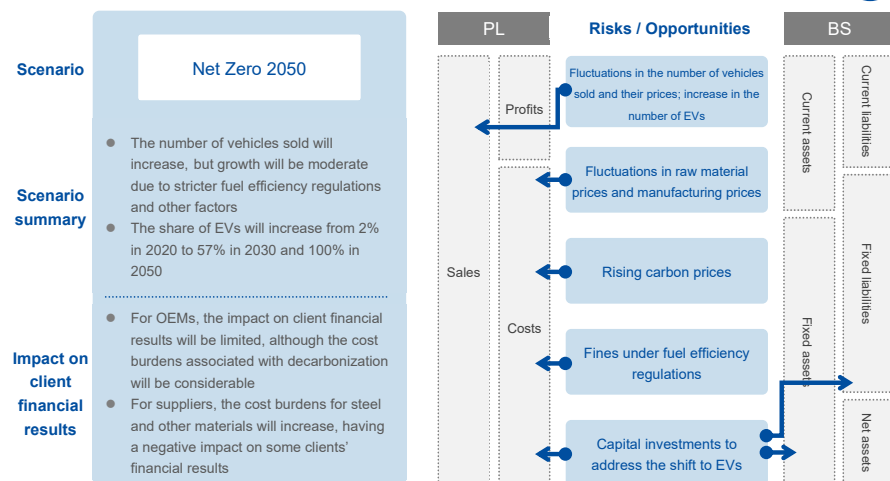 Scenario
Net Zero 2050
Scenario
summary
● The number of vehicles sold will
increase, but growth will be moderate
due to stricter fuel efficiency regulations
and other factors
● The share of EVs will increase from 2%
in 2020 to 57% in 2030 and 100% in
2050
Impact on
client
financial
results
● For OEMs, the impact on client financial
results will be limited, although the cost
burdens associated with decarbonization
will be considerable
● For suppliers, the cost burdens for steel
and other materials will increase, having
a negative impact on some clients’
financial results
PL
Risks / Opportunities
BS
Sales
Profits
Costs
Fluctuations in the number of vehicles
sold and their prices; increase in the
number of EVs
Fluctuations in raw material
prices and manufacturing prices
Rising carbon prices
Fines under fuel efficiency
regulations
Capital investments to
address the shift to EVs
Current assets
Fixed assets
Current liabilities
Fixed liabilities
Net assets